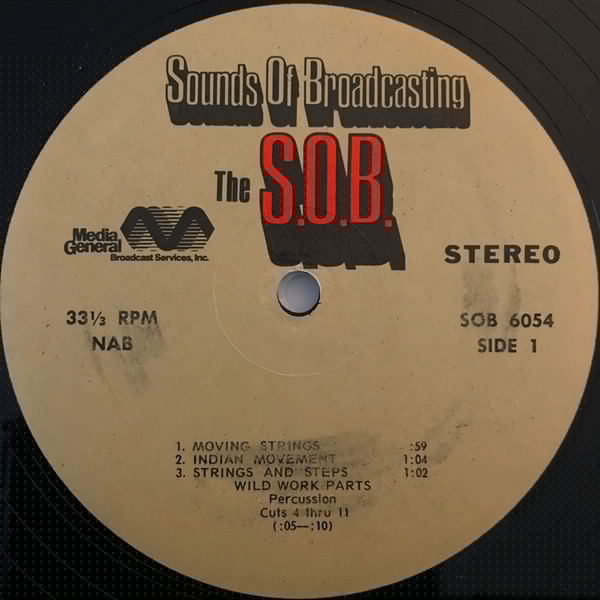 Sounds Of Broadcasting
The S.O.B.
Media
General
Broadcast Services, Inc.
STEREO
33⅓ RPM
NAB
SOB 6054
SIDE 1
1. MOVING STRINGS :59
2. INDIAN MOVEMENT 1:04
3. STRINGS AND STEPS 1:02
WILD WORK PARTS
Percussion
Cuts 4 thru 11
(:05—:10)